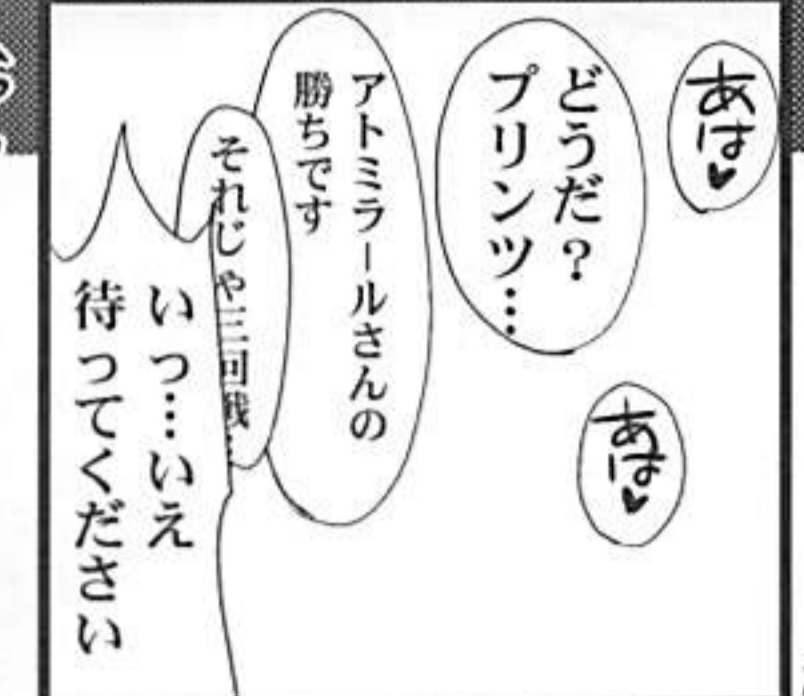 あは♥
どうだ？
プリンツ…
あは♥
アトミラールさんの
勝ちです
それじゃ三回戦…
いっ…いえ
待ってください